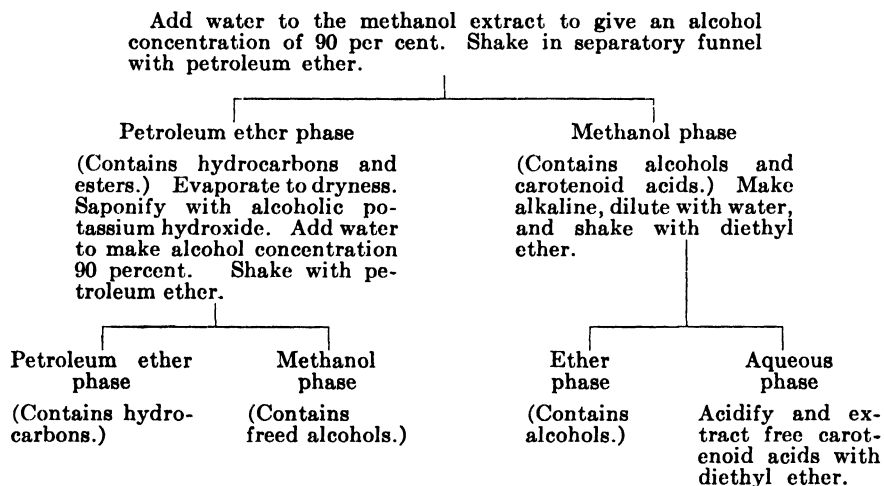 Add water to the methanol extract to give an alcohol
concentration of 90 per cent. Shake in separatory funnel
with petroleum ether.
Petroleum ether phase
(Contains hydrocarbons and
esters.) Evaporate to dryness.
Saponify with alcoholic po-
tassium hydroxide. Add water
to make alcohol concentration
90 percent. Shake with pe-
troleum ether.
Methanol phase
(Contains alcohols and
carotenoid acids.) Make
alkaline, dilute with water,
and shake with diethyl
ether.
Petroleum ether
phase
(Contains hydro-
carbons.)
Methanol
phase
(Contains
freed alcohols.)
Ether
phase
(Contains
alcohols.)
Aqueous
phase
Acidify and ex-
tract free carot-
enoid acids with
diethyl ether.